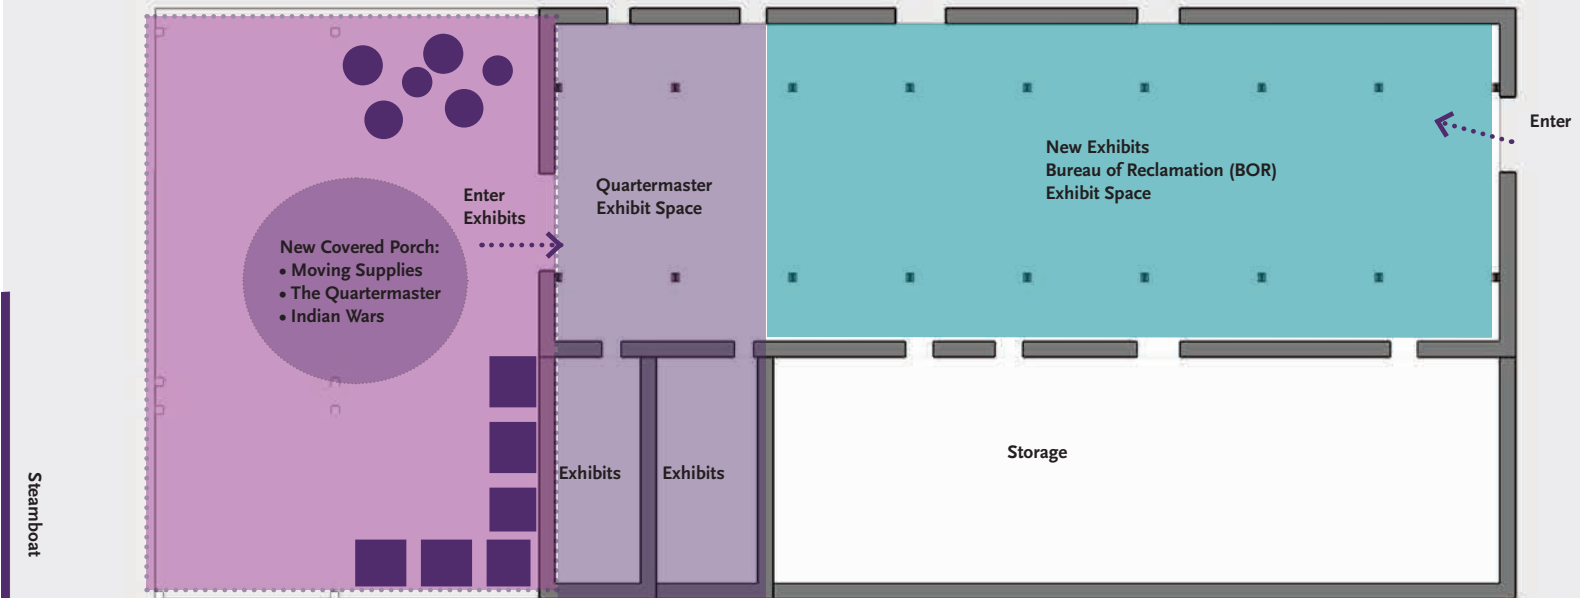 New Exhibits
Bureau of Reclamation (BOR)
Exhibit Space
Enter
Quartermaster
Exhibit Space
Enter
Exhibits
New Covered Porch:
• Moving Supplies
• The Quartermaster
• Indian Wars
Exhibits
Exhibits
Storage
Steamboat